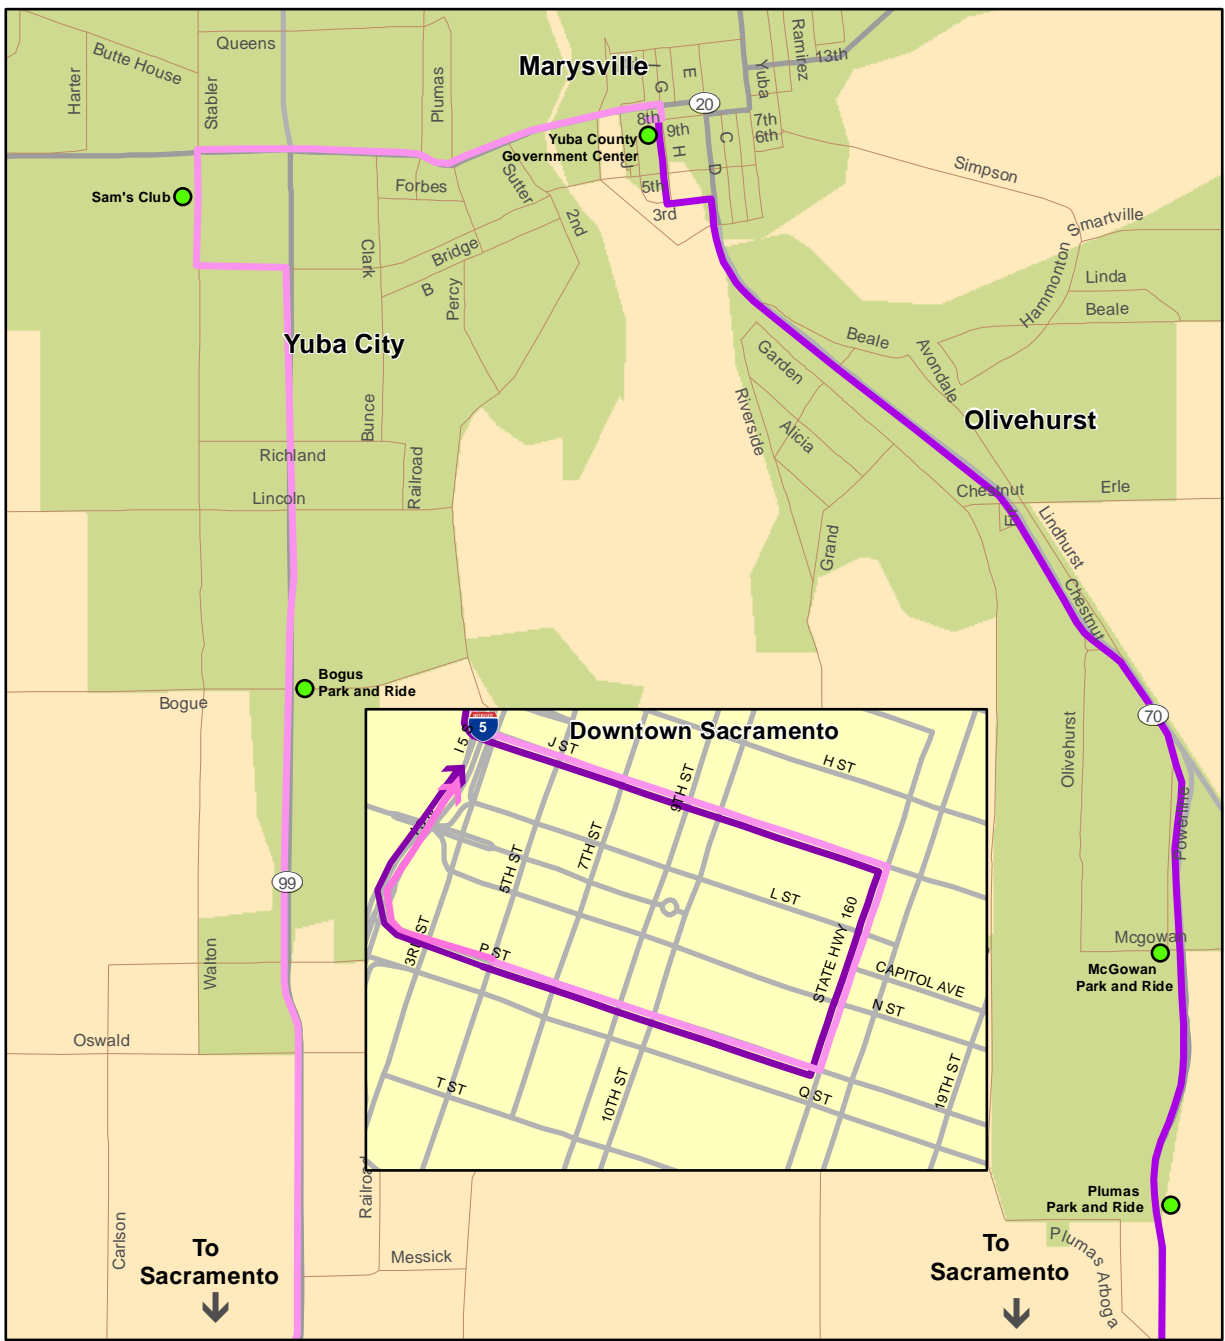 Queens
Butte House
Harter
Stabler
Plumas
Marysville
I
G
E
Yuba
Ramirez
13th
20
8th
9th
7th
6th
Yuba County
Government Center
H
C
D
J
5th
3rd
Simpson
Smartville
Hammonton
Linda
Beale
Sam's Club
Forbes
Sutter
2nd
Clark
Bridge
B
Percy
Yuba City
Bunce
Richland
Lincoln
Railroad
Garden
Beale
Avondale
Riverside
Alicia
Olivehurst
Chestnut
Erle
Lindhurst
Chestnut
Grand
Bogus
Park and Ride
Bogue
70
Olivehurst
Powerline
99
Walton
Mcgowan
McGowan
Park and Ride
Oswald
Plumas
Park and Ride
Plumas Arboga
Carlson
Railroad
Messick
To
Sacramento
To
Sacramento
Downtown Sacramento
5
I 5 S
J ST
H ST
9TH ST
7TH ST
5TH ST
L ST
STATE HWY 160
3RD ST
P ST
CAPITOL AVE
N ST
T ST
10TH ST
Q ST
19TH ST